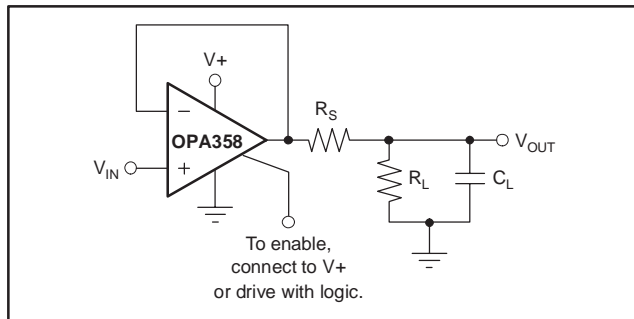 V+
R_S
−
OPA358
V_OUT
V_IN
+
R_L
C_L
To enable,
connect to V+
or drive with logic.